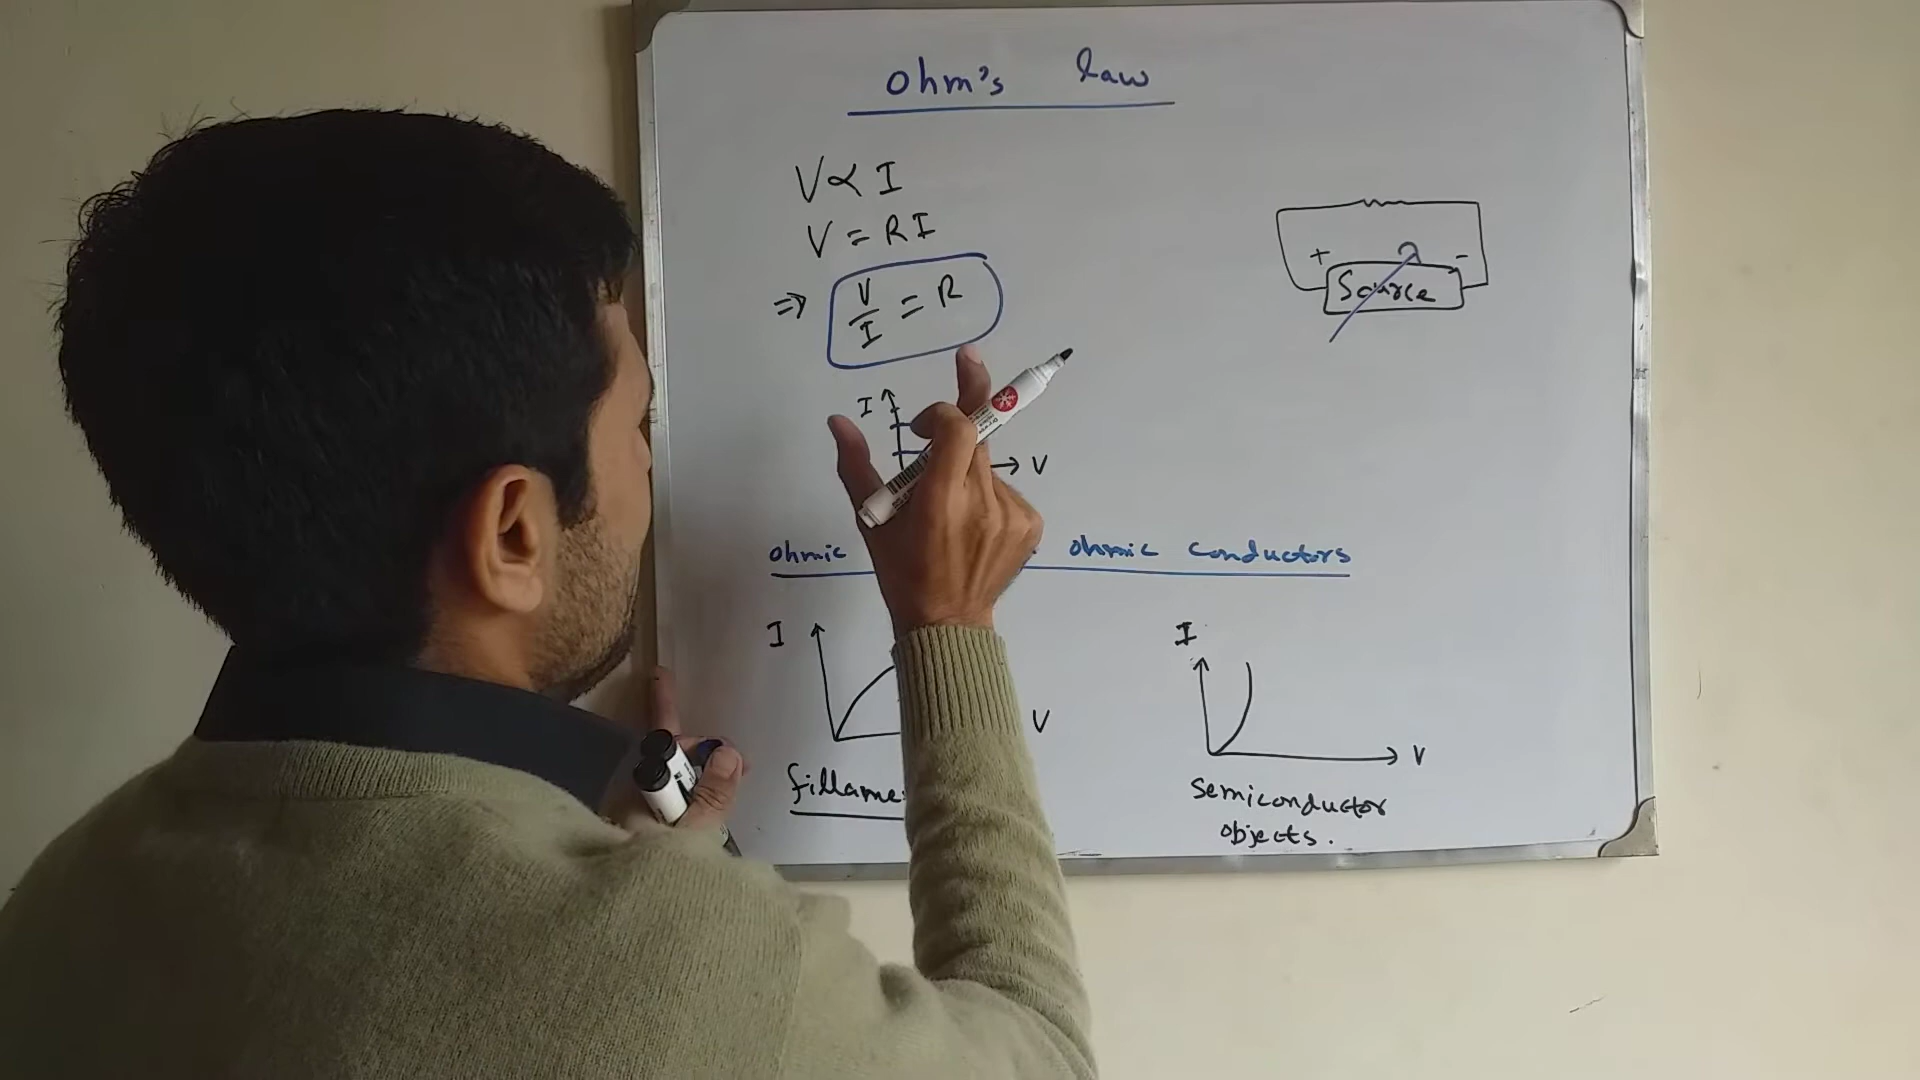 Ohm's law
V ∝ I
V = RI
⇒ V/I = R
I
V
+ -
Source
ohmic ohmic conductors
I
V
I
V
fillame
Semiconductor
objects.